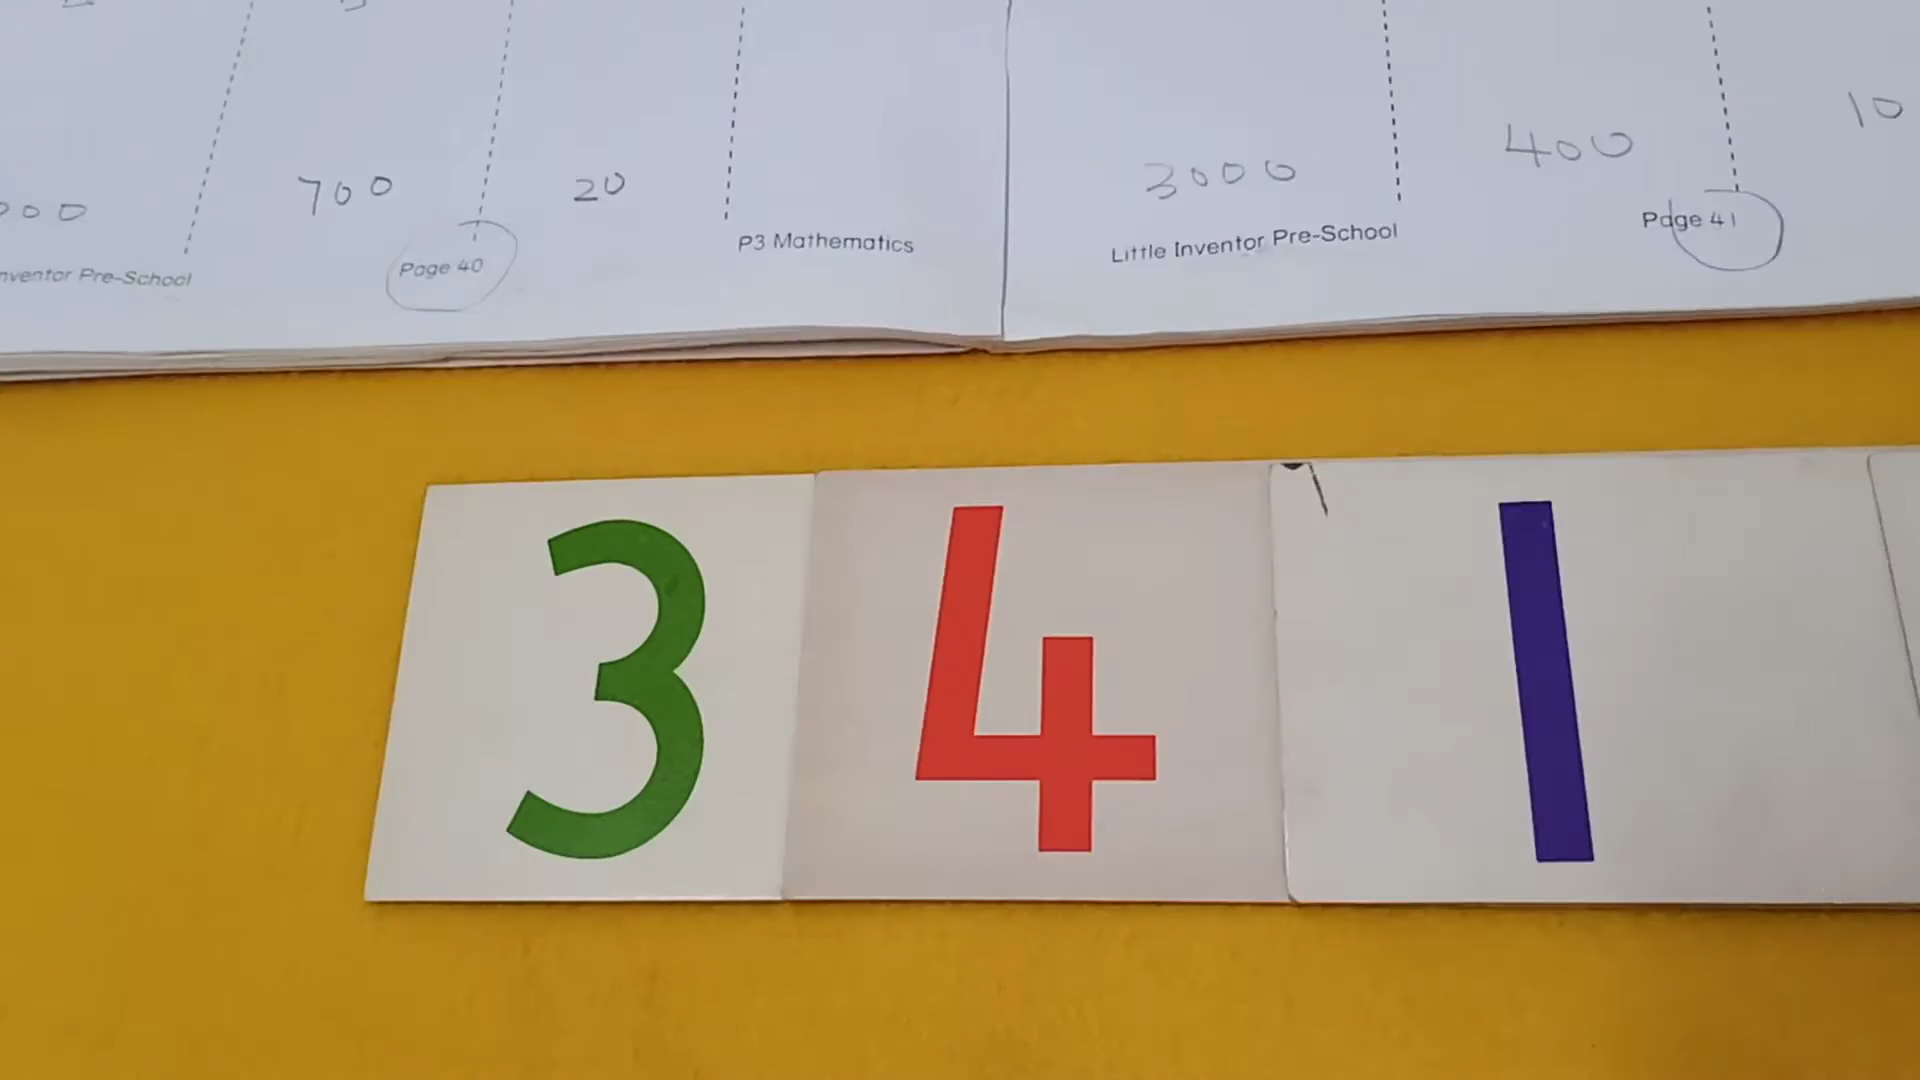 700 20
Page 40
P3 Mathematics
3000 400 10
Little Inventor Pre-School
Page 41
3 4 1